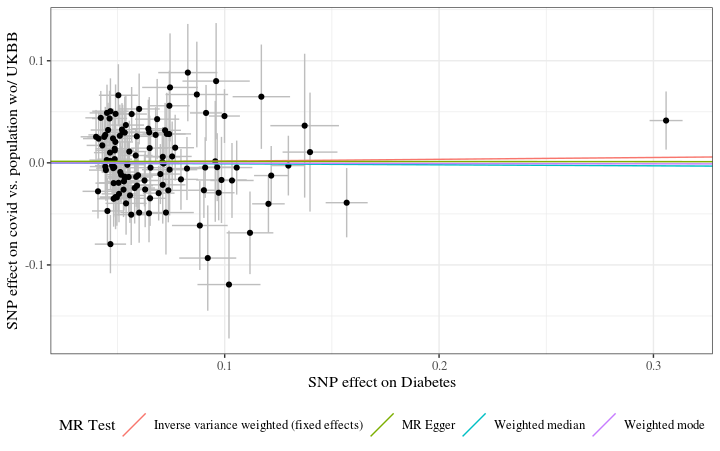 SNP effect on covid vs. population wo/ UKBB
0.1
0.0
-0.1
0.1
0.2
0.3
SNP effect on Diabetes
MR Test
Inverse variance weighted (fixed effects)
MR Egger
Weighted median
Weighted mode